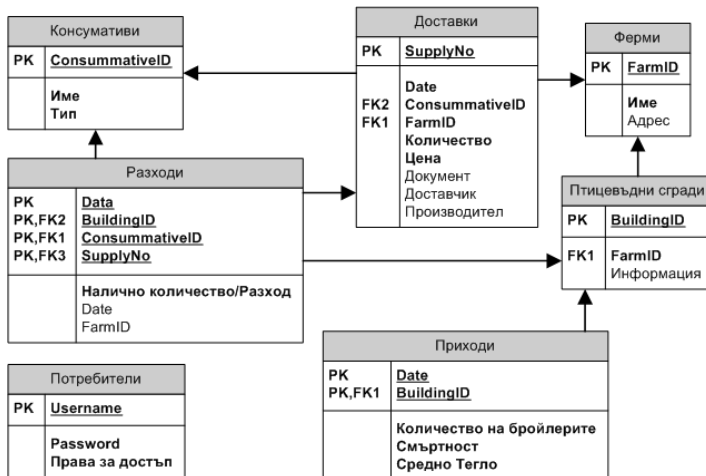 Консумативи
PK ConsummativeID
Име
Тип
Доставки
PK SupplyNo
Date
FK2 ConsummativeID
FK1 FarmID
Количество
Цена
Документ
Доставчик
Производител
Ферми
PK FarmID
Име
Адрес
Разходи
PK Data
PK,FK2 BuildingID
PK,FK1 ConsummativeID
PK,FK3 SupplyNo
Налично количество/Разход
Date
FarmID
Птицевъдни сгради
PK BuildingID
FK1 FarmID
Информация
Потребители
PK Username
Password
Права за достъп
Приходи
PK Date
PK,FK1 BuildingID
Количество на бройлерите
Смъртност
Средно Тегло